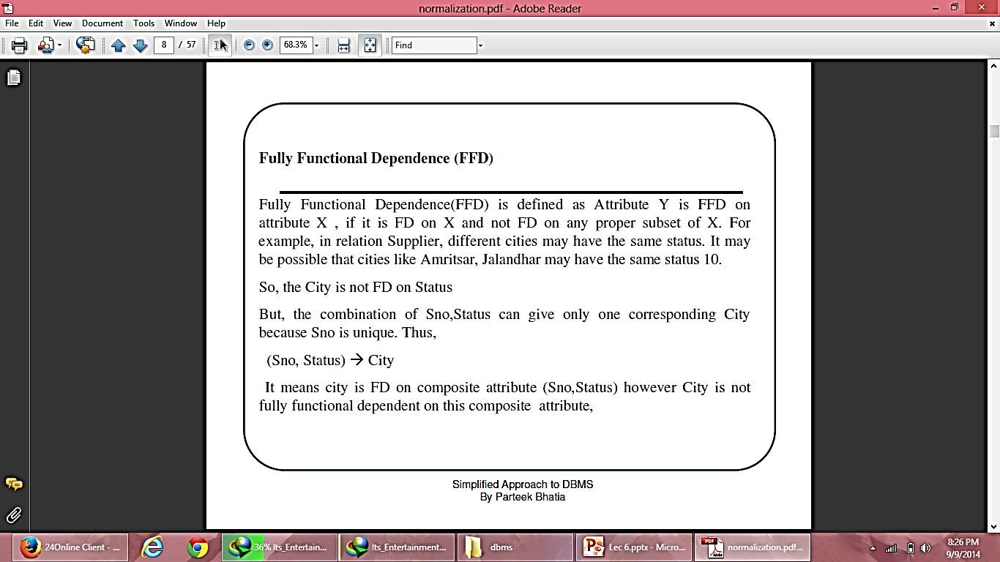 normalization.pdf - Adobe Reader
File Edit View Document Tools Window Help
8 / 57
68.3%
Find
Fully Functional Dependence (FFD)
Fully Functional Dependence(FFD) is defined as Attribute Y is FFD on
attribute X , if it is FD on X and not FD on any proper subset of X. For
example, in relation Supplier, different cities may have the same status. It may
be possible that cities like Amritsar, Jalandhar may have the same status 10.
So, the City is not FD on Status
But, the combination of Sno,Status can give only one corresponding City
because Sno is unique. Thus,
(Sno, Status) → City
It means city is FD on composite attribute (Sno,Status) however City is not
fully functional dependent on this composite attribute,
Simplified Approach to DBMS
By Parteek Bhatia
24Online Client - ...
36% Its_Entertain...
Its_Entertainment...
dbms
Lec 6.pptx - Micro...
normalization.pdf...
8:26 PM
9/9/2014